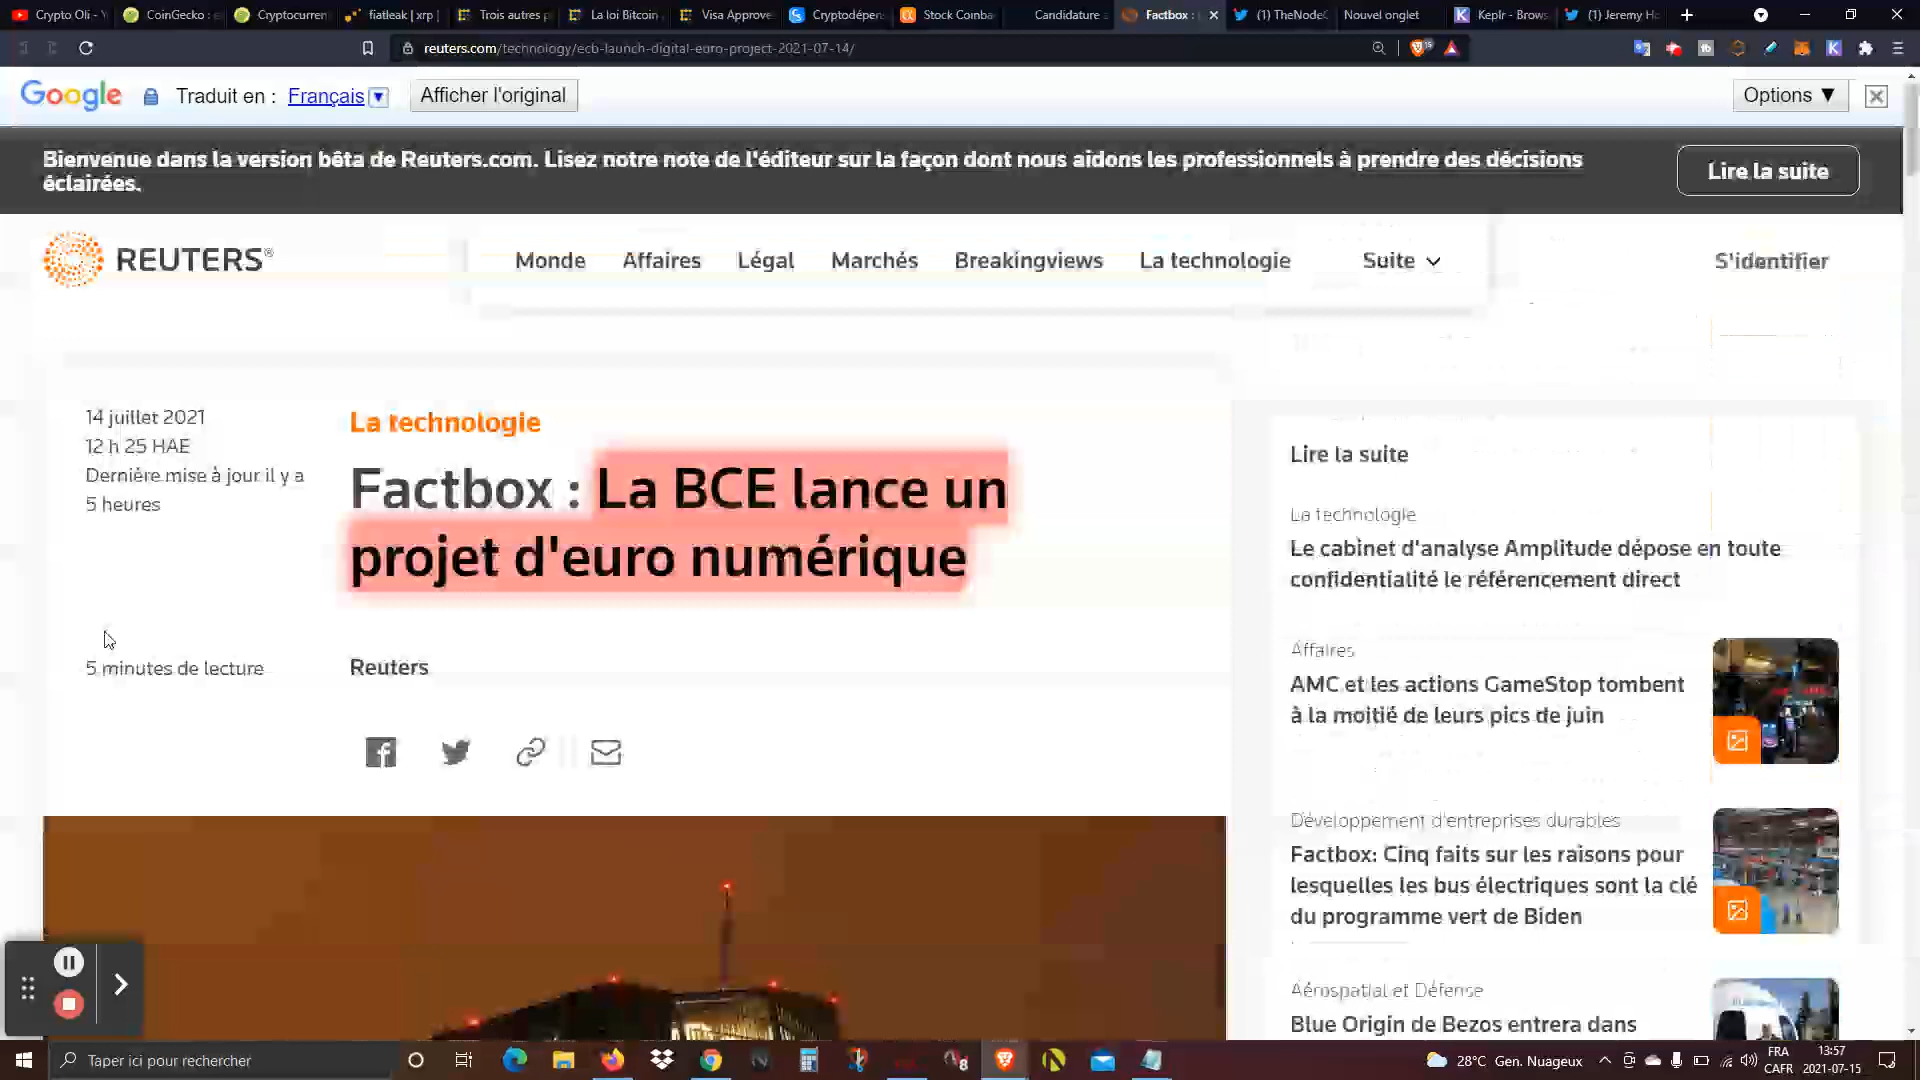 Crypto Oli -
CoinGecko :
Cryptocurren
fiatleak | xrp |
Trois autres p
La loi Bitcoin
Visa Approve
Cryptodépen
Stock Coinba
Candidature
Factbox :
(1) TheNodeC
Nouvel onglet
Keplr - Brows
(1) Jeremy Ho
reuters.com/technology/ecb-launch-digital-euro-project-2021-07-14/
Google Traduit en : Français ▼ Afficher l'original
Options ▼
Bienvenue dans la version bêta de Reuters.com. Lisez notre note de l'éditeur sur la façon dont nous aidons les professionnels à prendre des décisions
éclairées.
Lire la suite
REUTERS®
Monde Affaires Légal Marchés Breakingviews La technologie Suite
S'identifier
14 juillet 2021
12 h 25 HAE
Dernière mise à jour il y a
5 heures
La technologie
Factbox : La BCE lance un
projet d'euro numérique
5 minutes de lecture
Reuters
Lire la suite
La technologie
Le cabinet d'analyse Amplitude dépose en toute
confidentialité le référencement direct
Affaires
AMC et les actions GameStop tombent
à la moitié de leurs pics de juin
Développement d'entreprises durables
Factbox: Cinq faits sur les raisons pour
lesquelles les bus électriques sont la clé
du programme vert de Biden
Aérospatial et Défense
Blue Origin de Bezos entrera dans
Taper ici pour rechercher
28°C Gen. Nuageux
FRA
CAFR
13:57
2021-07-15